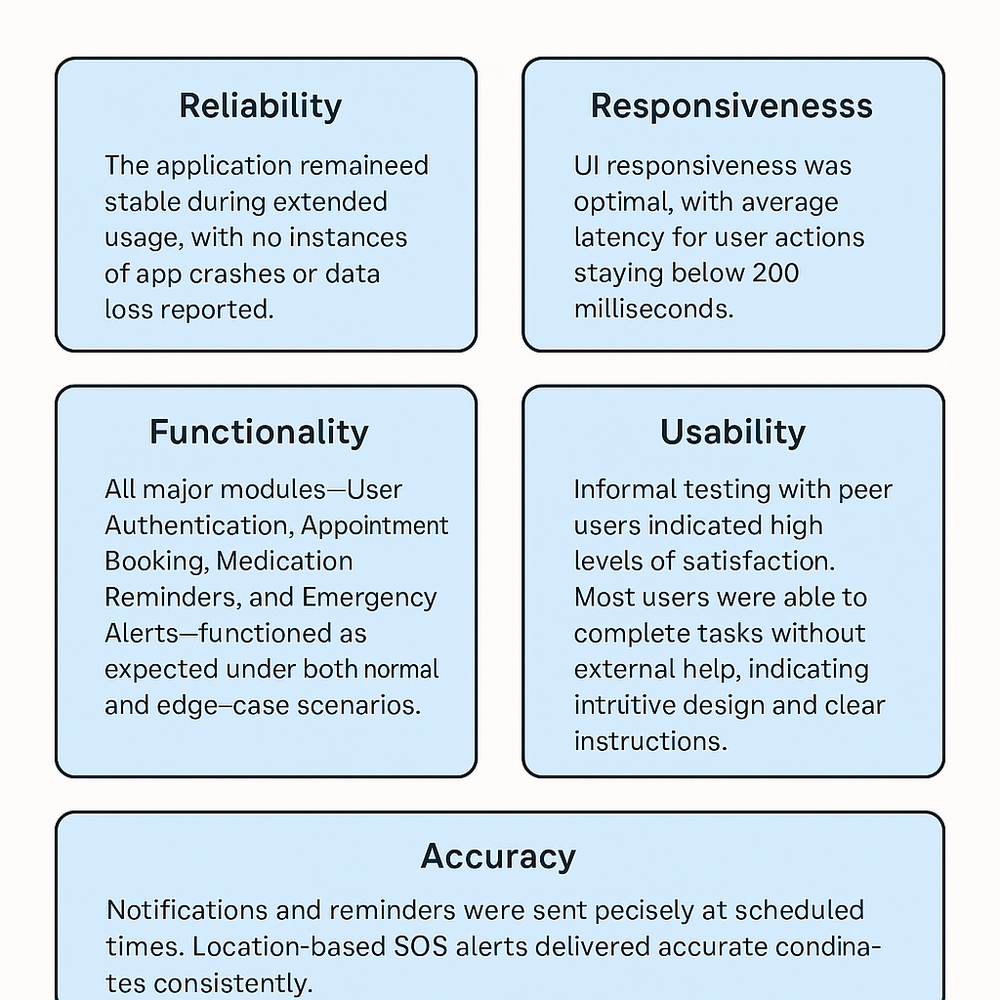 Reliability
The application remaineed
stable during extended
usage, with no instances
of app crashes or data
loss reported.
Responsivenesss
UI responsiveness was
optimal, with average
latency for user actions
staying below 200
milliseconds.
Functionality
All major modules—User
Authentication, Appointment
Booking, Medication
Reminders, and Emergency
Alerts—functioned as
expected under both normal
and edge–case scenarios.
Usability
Informal testing with peer
users indicated high
levels of satisfaction.
Most users were able to
complete tasks without
external help, indicating
intruitive design and clear
instructions.
Accuracy
Notifications and reminders were sent pecisely at scheduled
times. Location-based SOS alerts delivered accurate condina-
tes consistently.